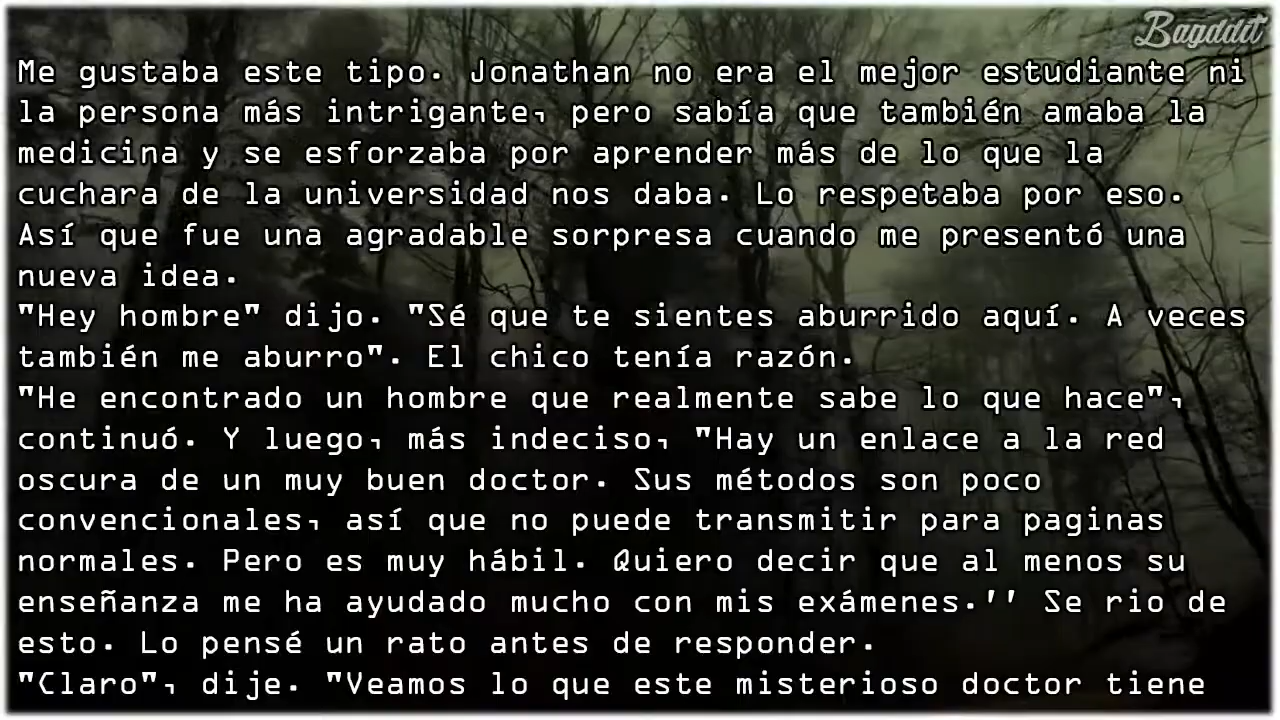 Bagddit
Me gustaba este tipo. Jonathan no era el mejor estudiante ni
la persona más intrigante, pero sabía que también amaba la
medicina y se esforzaba por aprender más de lo que la
cuchara de la universidad nos daba. Lo respetaba por eso.
Así que fue una agradable sorpresa cuando me presentó una
nueva idea.
"Hey hombre" dijo. "Sé que te sientes aburrido aquí. A veces
también me aburro". El chico tenía razón.
"He encontrado un hombre que realmente sabe lo que hace",
continuó. Y luego, más indeciso, "Hay un enlace a la red
oscura de un muy buen doctor. Sus métodos son poco
convencionales, así que no puede transmitir para paginas
normales. Pero es muy hábil. Quiero decir que al menos su
enseñanza me ha ayudado mucho con mis exámenes.'' Se rio de
esto. Lo pensé un rato antes de responder.
"Claro", dije. "Veamos lo que este misterioso doctor tiene